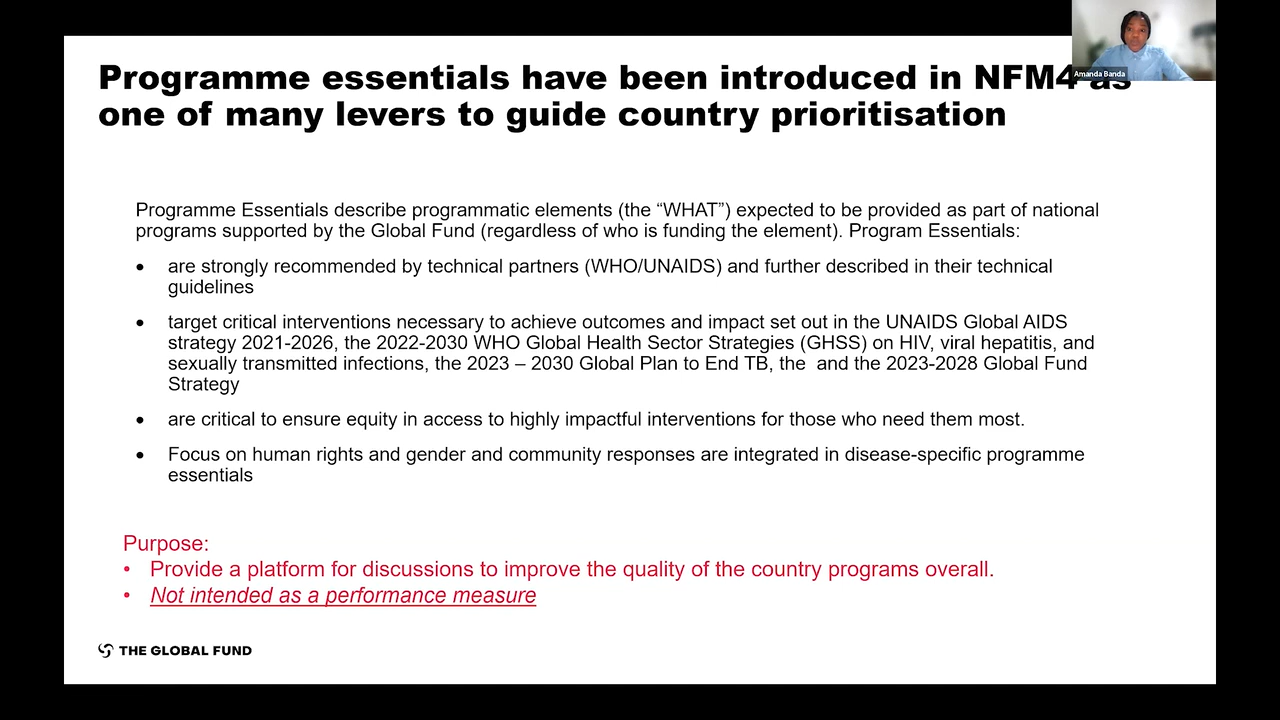 Programme essentials have been introduced in NFM4 as
one of many levers to guide country prioritisation
Amanda Banda
Programme Essentials describe programmatic elements (the “WHAT”) expected to be provided as part of national
programs supported by the Global Fund (regardless of who is funding the element). Program Essentials:
• are strongly recommended by technical partners (WHO/UNAIDS) and further described in their technical
guidelines
• target critical interventions necessary to achieve outcomes and impact set out in the UNAIDS Global AIDS
strategy 2021-2026, the 2022-2030 WHO Global Health Sector Strategies (GHSS) on HIV, viral hepatitis, and
sexually transmitted infections, the 2023 – 2030 Global Plan to End TB, the  and the 2023-2028 Global Fund
Strategy
• are critical to ensure equity in access to highly impactful interventions for those who need them most.
• Focus on human rights and gender and community responses are integrated in disease-specific programme
essentials
Purpose:
• Provide a platform for discussions to improve the quality of the country programs overall.
• Not intended as a performance measure
THE GLOBAL FUND